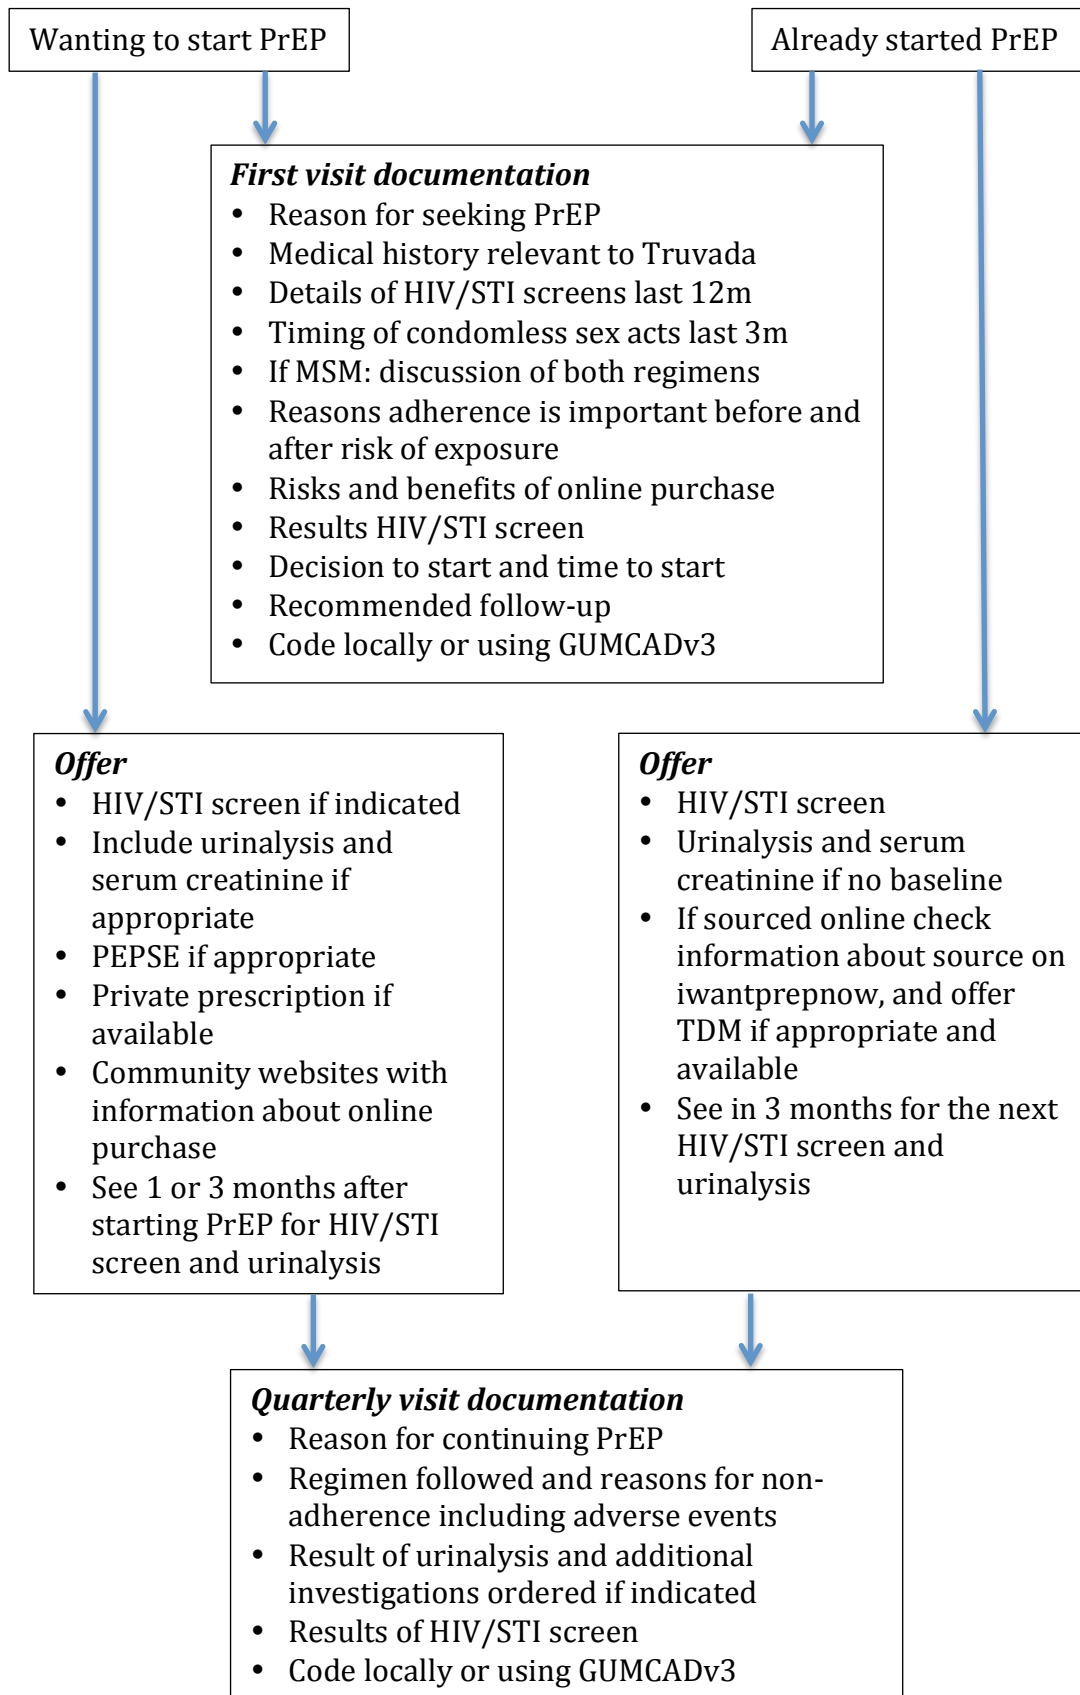 Wanting to start PrEP
Already started PrEP
First visit documentation
• Reason for seeking PrEP
• Medical history relevant to Truvada
• Details of HIV/STI screens last 12m
• Timing of condomless sex acts last 3m
• If MSM: discussion of both regimens
• Reasons adherence is important before and
after risk of exposure
• Risks and benefits of online purchase
• Results HIV/STI screen
• Decision to start and time to start
• Recommended follow-up
• Code locally or using GUMCADv3
Offer
• HIV/STI screen if indicated
• Include urinalysis and
serum creatinine if
appropriate
• PEPSE if appropriate
• Private prescription if
available
• Community websites with
information about online
purchase
• See 1 or 3 months after
starting PrEP for HIV/STI
screen and urinalysis
Offer
• HIV/STI screen
• Urinalysis and serum
creatinine if no baseline
• If sourced online check
information about source on
iwantprepnow, and offer
TDM if appropriate and
available
• See in 3 months for the next
HIV/STI screen and
urinalysis
Quarterly visit documentation
• Reason for continuing PrEP
• Regimen followed and reasons for non-
adherence including adverse events
• Result of urinalysis and additional
investigations ordered if indicated
• Results of HIV/STI screen
• Code locally or using GUMCADv3